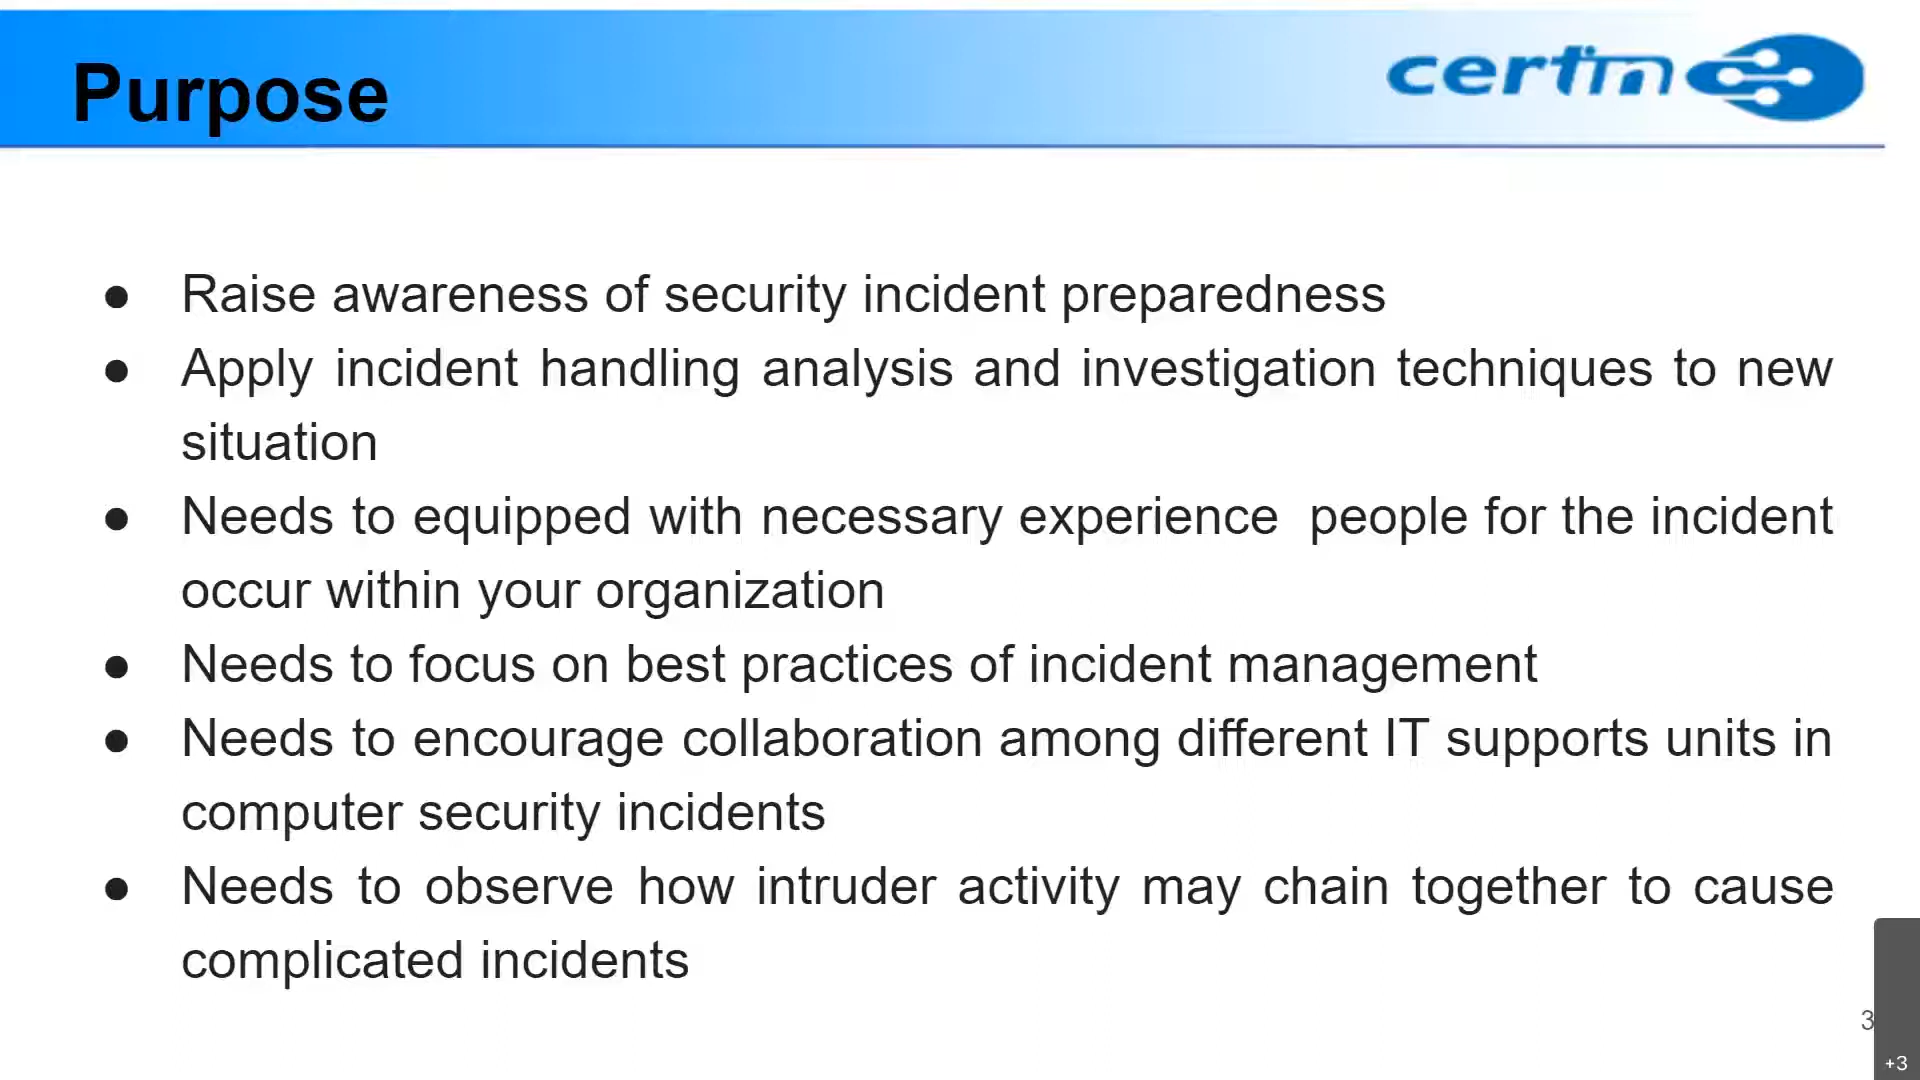 Purpose
certin
● Raise awareness of security incident preparedness
● Apply incident handling analysis and investigation techniques to new
situation
● Needs to equipped with necessary experience people for the incident
occur within your organization
● Needs to focus on best practices of incident management
● Needs to encourage collaboration among different IT supports units in
computer security incidents
● Needs to observe how intruder activity may chain together to cause
complicated incidents
3
+3